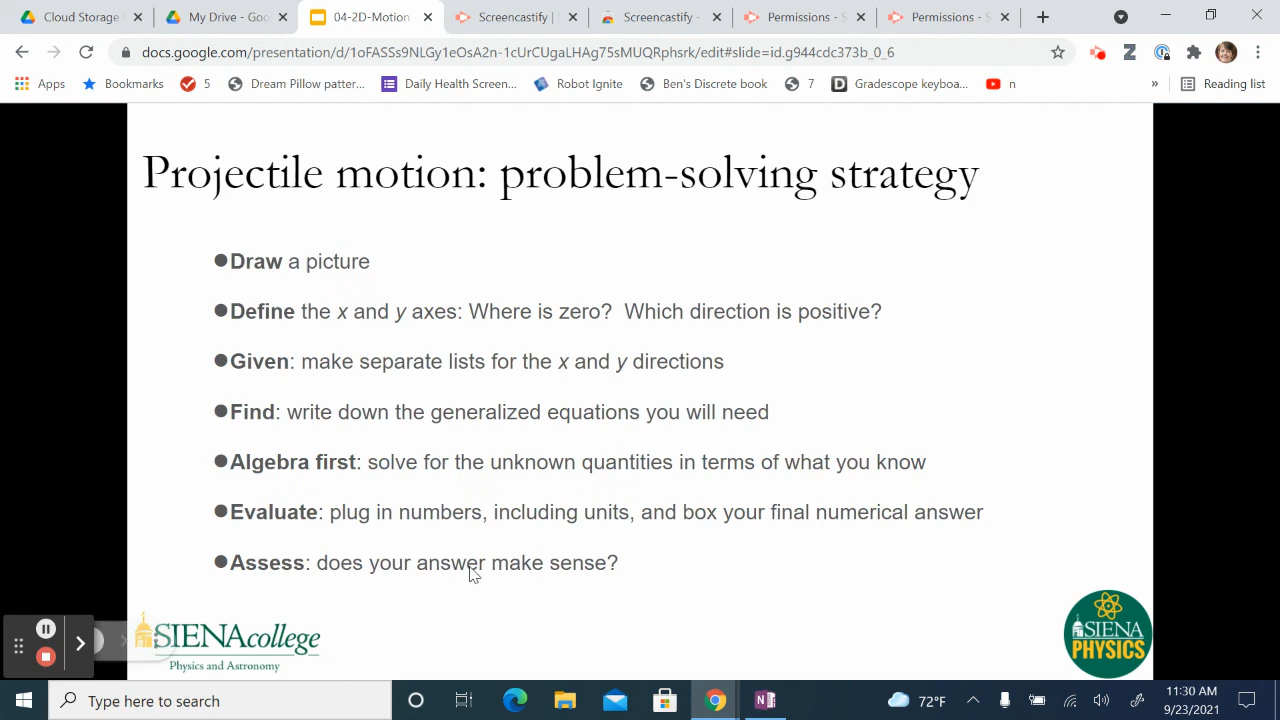 Cloud Storage
My Drive - Goo
04-2D-Motion
Screencastify |
Screencastify -
Permissions - S
Permissions - S
docs.google.com/presentation/d/1oFASSs9NLGy1eOsA2n-1cUrCUgaLHAg75sMUQRphsrk/edit#slide=id.g944cdc373b_0_6
Apps
Bookmarks
5
Dream Pillow patter...
Daily Health Screen...
Robot Ignite
Ben's Discrete book
7
Gradescope keyboa...
n
»
Reading list
Projectile motion: problem-solving strategy
●Draw a picture
●Define the x and y axes: Where is zero? Which direction is positive?
●Given: make separate lists for the x and y directions
●Find: write down the generalized equations you will need
●Algebra first: solve for the unknown quantities in terms of what you know
●Evaluate: plug in numbers, including units, and box your final numerical answer
●Assess: does your answer make sense?
SIENAcollege
Physics and Astronomy
SIENA
PHYSICS
Type here to search
72°F
11:30 AM
9/23/2021